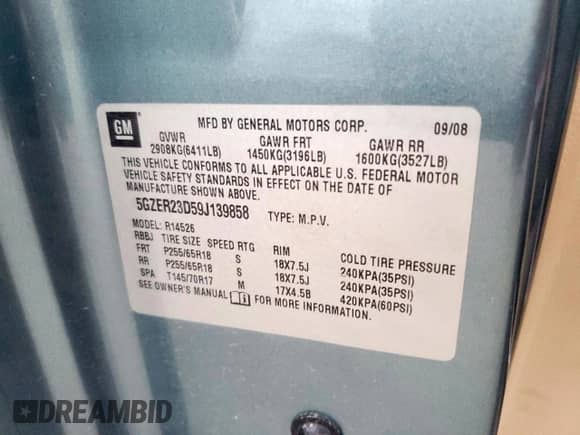 GM
MFD BY GENERAL MOTORS CORP. 09/08
GVWR GAWR FRT GAWR RR
2908KG(6411LB) 1450KG(3196LB) 1600KG(3527LB)
THIS VEHICLE CONFORMS TO ALL APPLICABLE U.S. FEDERAL MOTOR
VEHICLE SAFETY STANDARDS IN EFFECT ON THE DATE OF
MANUFACTURE SHOWN ABOVE.
5GZER23D59J139858 TYPE: M.P.V.
MODEL: R14526
RBBJ TIRE SIZE SPEED RTG RIM COLD TIRE PRESSURE
FRT P255/65R18 S 18X7.5J 240KPA(35PSI)
RR P255/65R18 S 18X7.5J 240KPA(35PSI)
SPA T145/70R17 M 17X4.5B 420KPA(60PSI)
SEE OWNER'S MANUAL FOR MORE INFORMATION.
DREAMBID